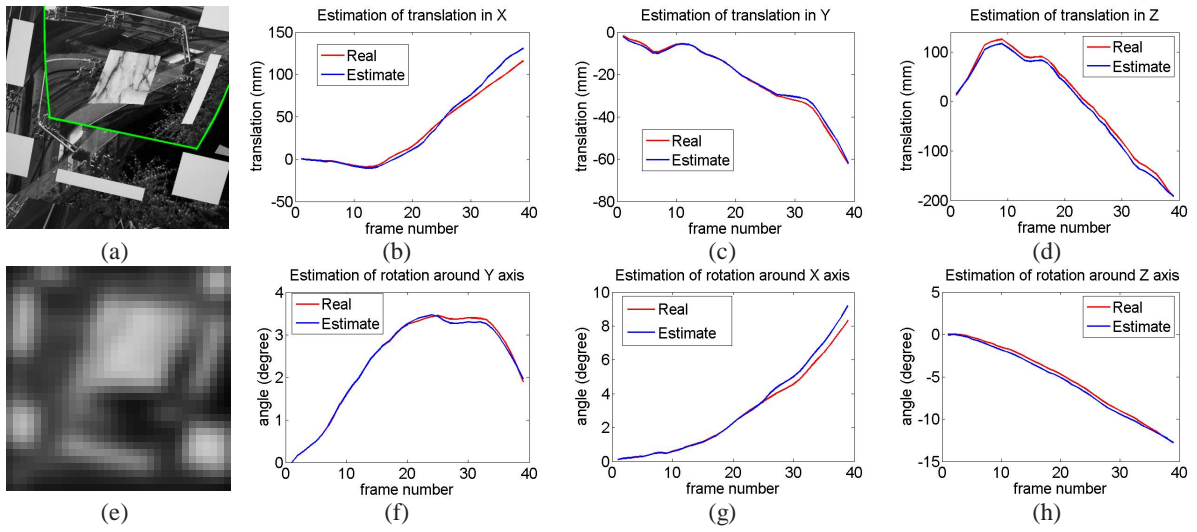 Estimation of translation in X
150
100
50
0
-50
0 10 20 30 40
translation (mm)
frame number
Real
Estimate
Estimation of translation in Y
0
-20
-40
-60
-80
0 10 20 30 40
translation (mm)
frame number
Real
Estimate
Estimation of translation in Z
100
0
-100
-200
0 10 20 30 40
translation (mm)
frame number
Real
Estimate
(a)
(b)
(c)
(d)
Estimation of rotation around Y axis
4
3
2
1
0
0 10 20 30 40
angle (degree)
frame number
Real
Estimate
Estimation of rotation around X axis
10
8
6
4
2
0
0 10 20 30 40
angle (degree)
frame number
Real
Estimate
Estimation of rotation around Z axis
5
0
-5
-10
-15
0 10 20 30 40
angle (degree)
frame number
Real
Estimate
(e)
(f)
(g)
(h)